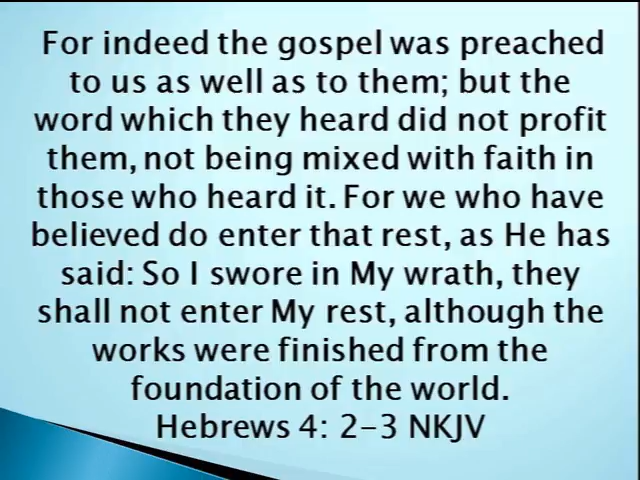 For indeed the gospel was preached
to us as well as to them; but the
word which they heard did not profit
them, not being mixed with faith in
those who heard it. For we who have
believed do enter that rest, as He has
said: So I swore in My wrath, they
shall not enter My rest, although the
works were finished from the
foundation of the world.
Hebrews 4: 2-3 NKJV